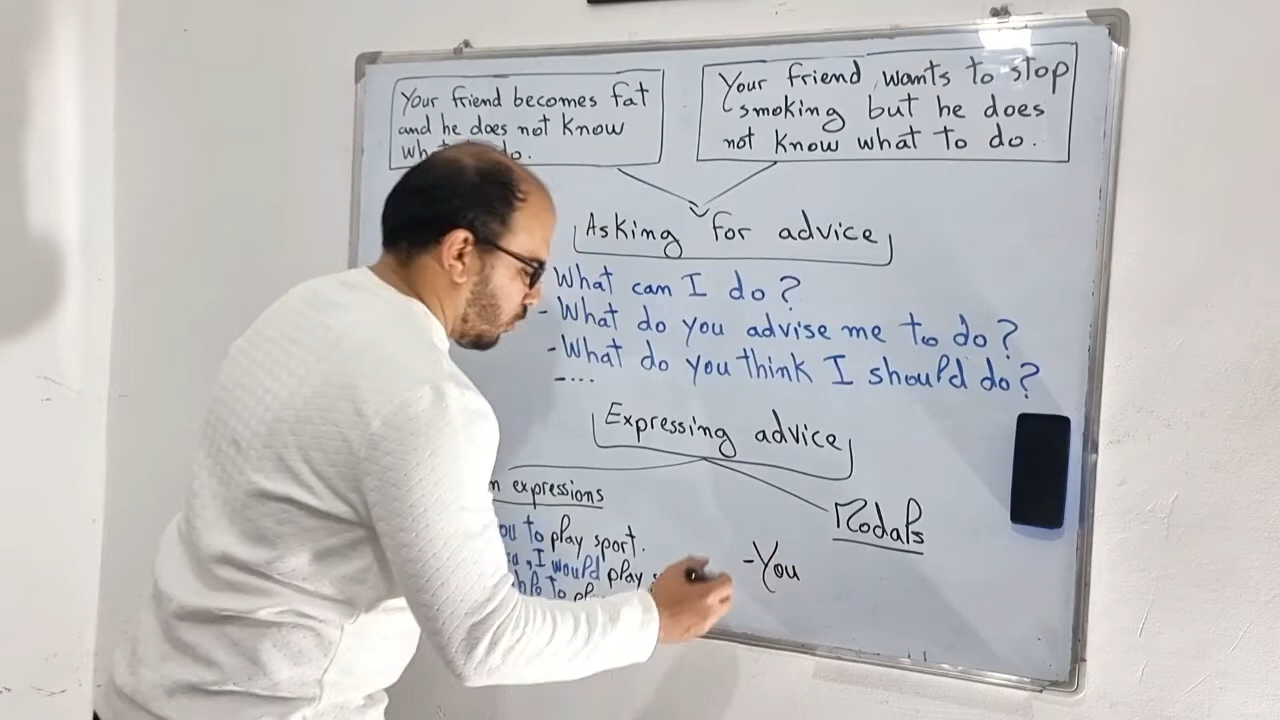 Your friend becomes fat
and he does not know
do.
Your friend wants to stop
smoking but he does
not know what to do.
Asking for advice
What can I do?
- What do you advise me to do?
- What do you think I should do?
-...
Expressing advice
expressions
to play sport.
, I would play
to
Modals
- You